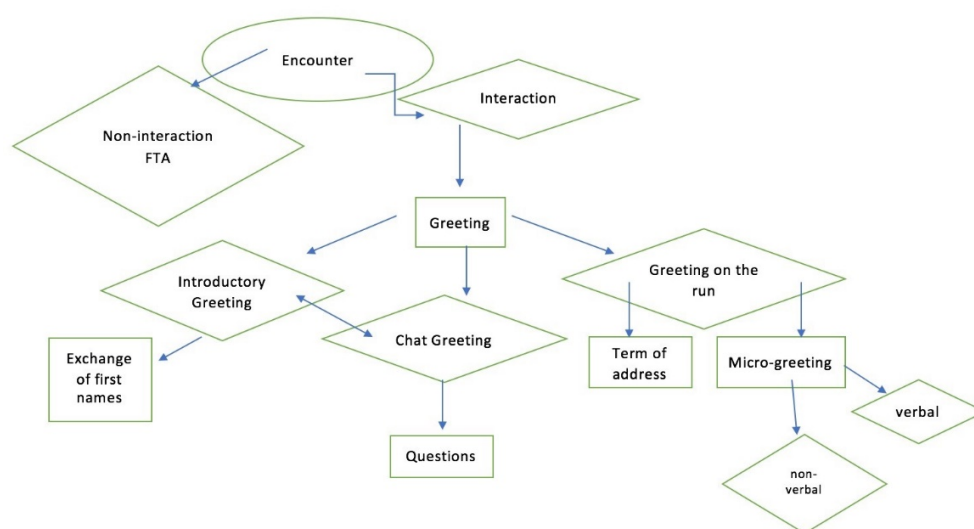 Encounter
Interaction
Non-interaction
FTA
Greeting
Introductory
Greeting
Greeting on the
run
Chat Greeting
Exchange
of first
names
Term of
address
Micro-greeting
verbal
Questions
non-
verbal